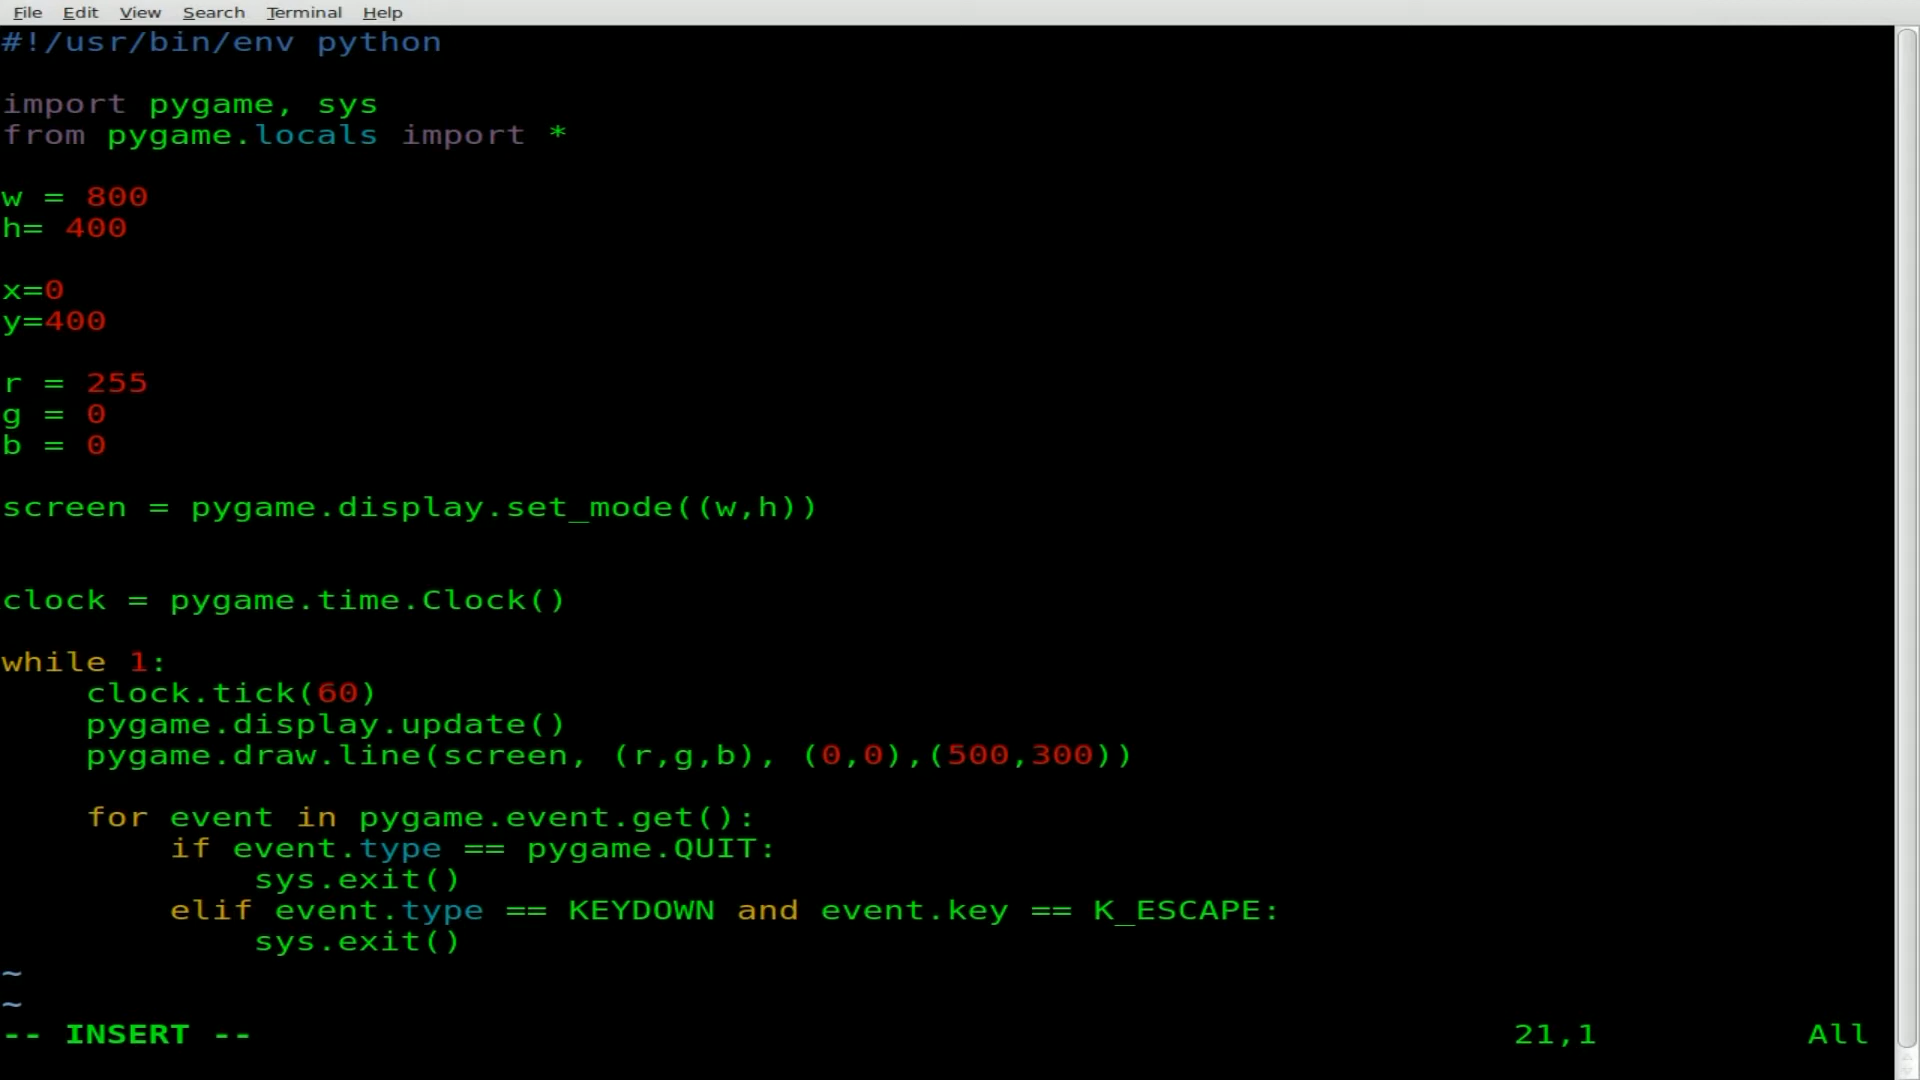 File Edit View Search Terminal Help
#!/usr/bin/env python
import pygame, sys
from pygame.locals import *
w = 800
h= 400
x=0
y=400
r = 255
g = 0
b = 0
screen = pygame.display.set_mode((w,h))
clock = pygame.time.Clock()
while 1:
    clock.tick(60)
    pygame.display.update()
    pygame.draw.line(screen, (r,g,b), (0,0),(500,300))
    for event in pygame.event.get():
        if event.type == pygame.QUIT:
            sys.exit()
        elif event.type == KEYDOWN and event.key == K_ESCAPE:
            sys.exit()
~
~
-- INSERT -- 21,1 All